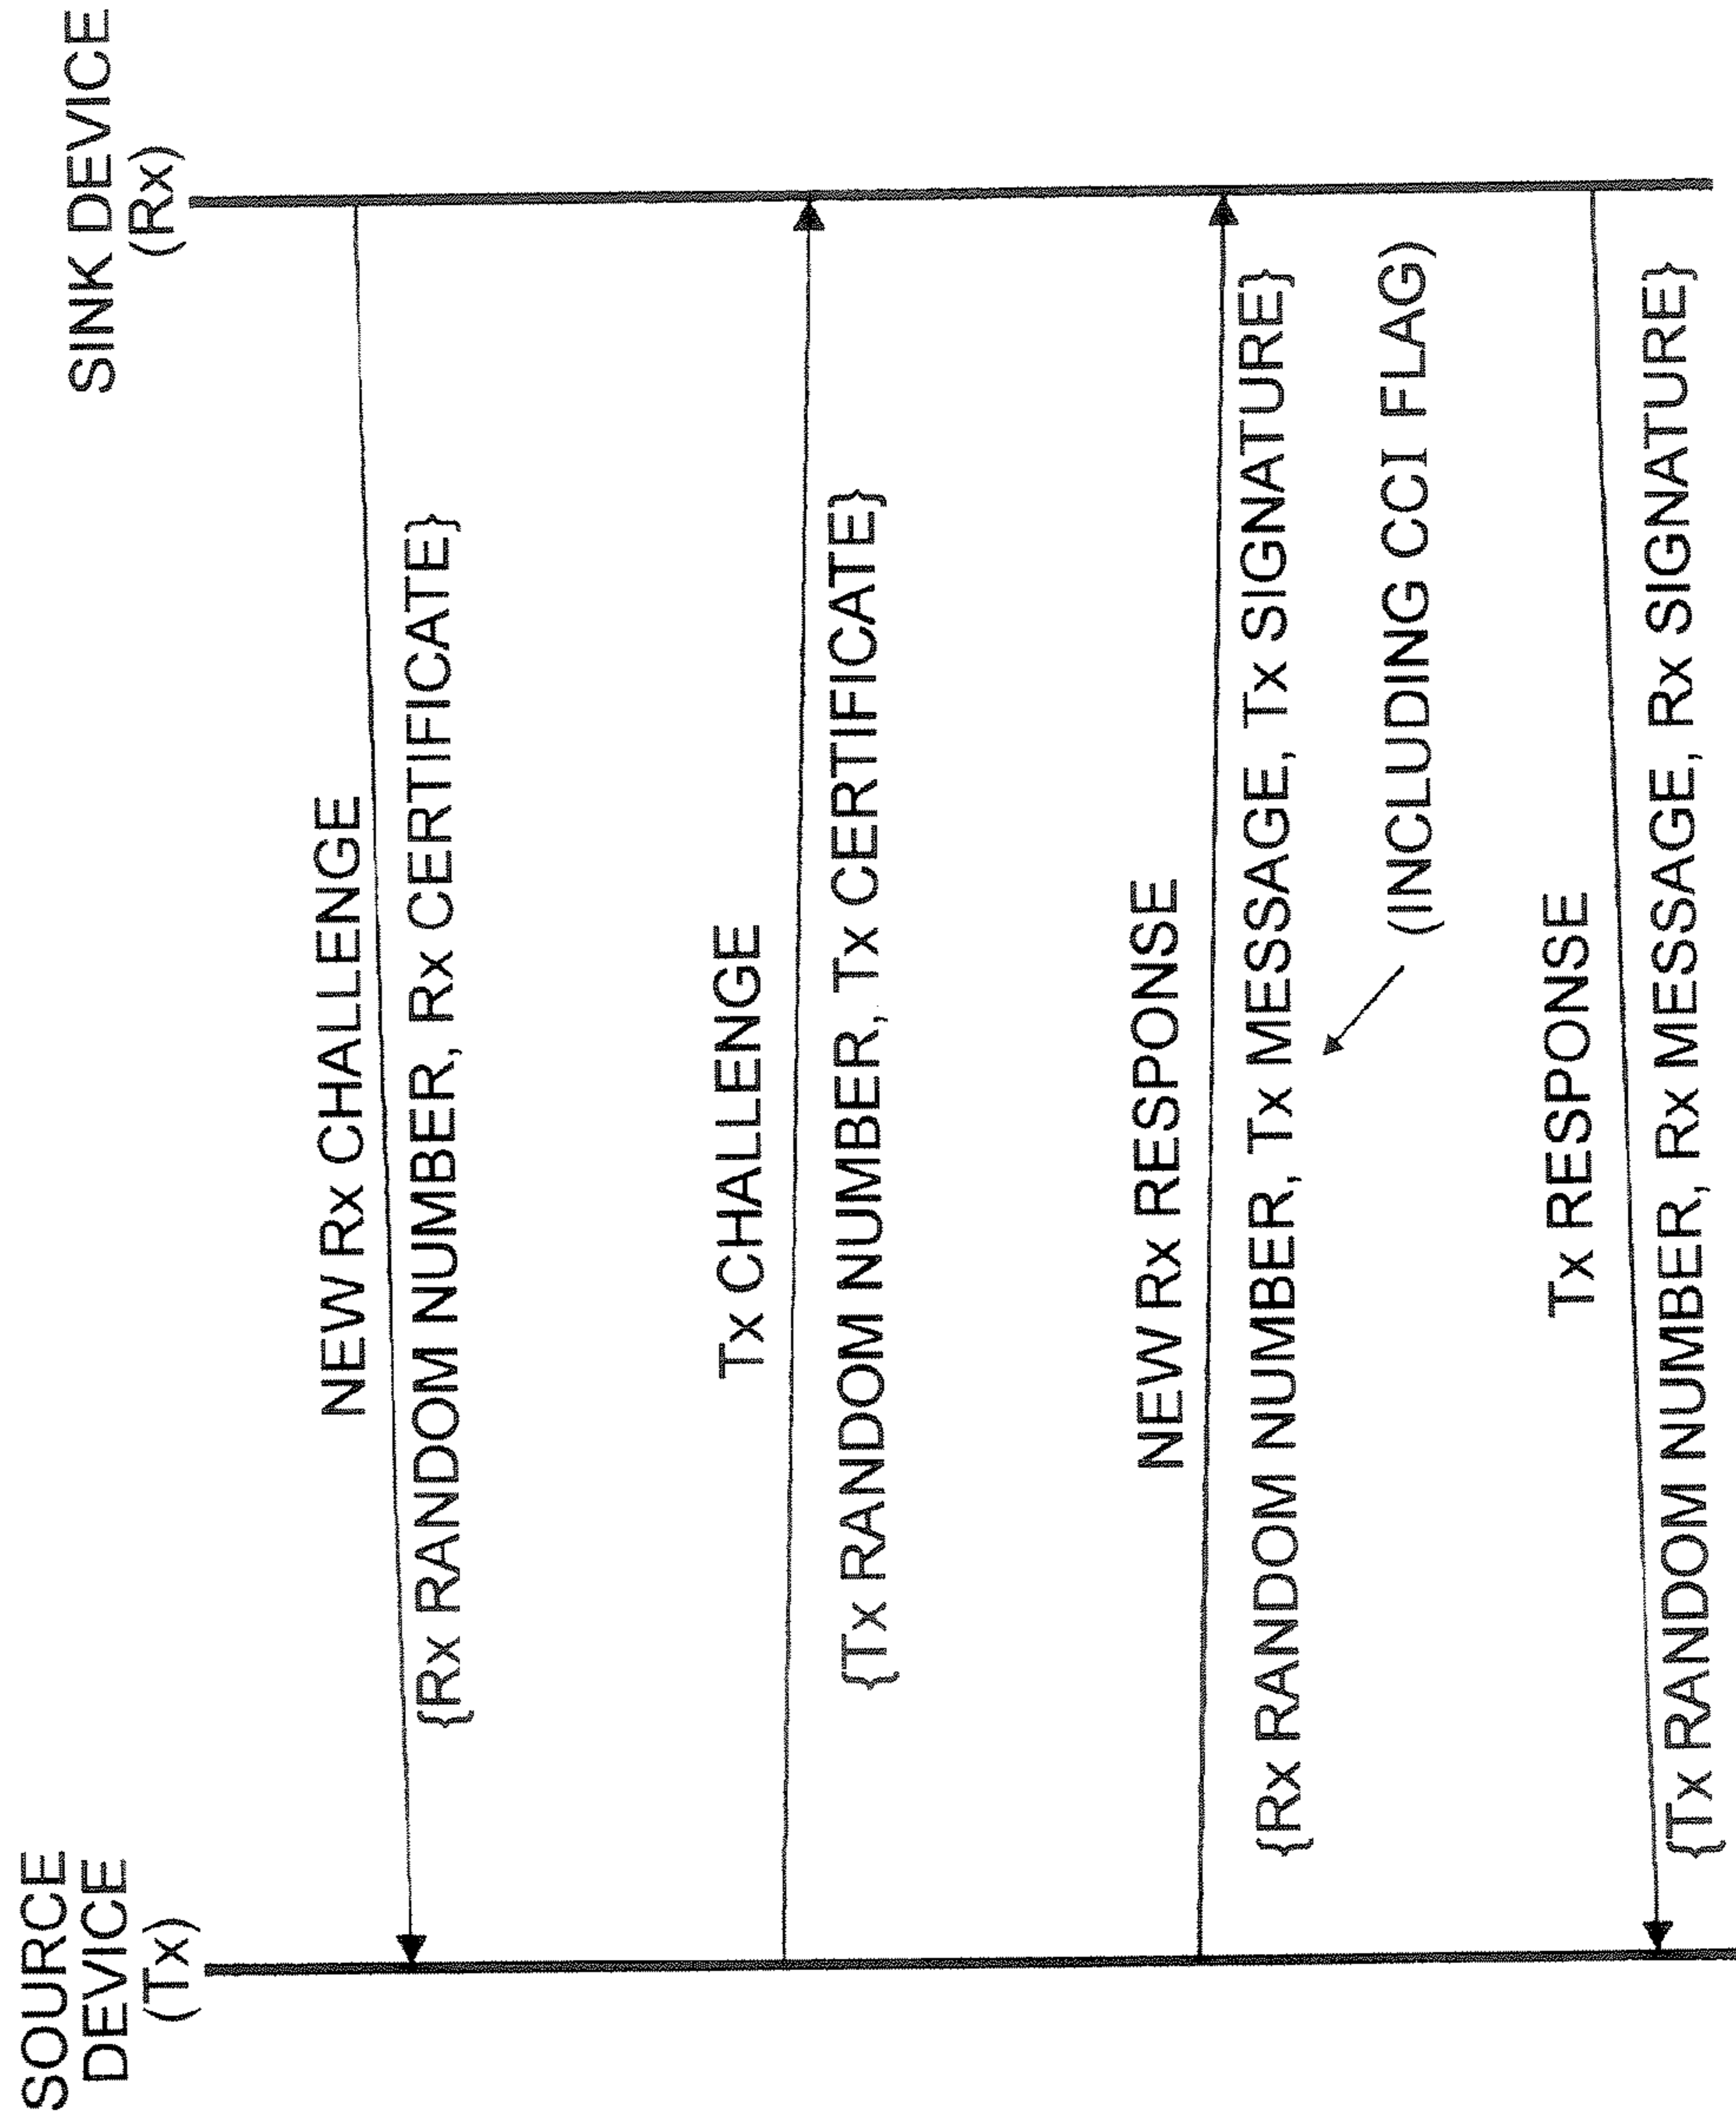 SOURCE
DEVICE
(Tx)
SINK DEVICE
(Rx)
NEW Rx CHALLENGE
{Rx RANDOM NUMBER, Rx CERTIFICATE}
Tx CHALLENGE
{Tx RANDOM NUMBER, Tx CERTIFICATE}
NEW Rx RESPONSE
{Rx RANDOM NUMBER, Tx MESSAGE, Tx SIGNATURE}
(INCLUDING CCI FLAG)
Tx RESPONSE
{Tx RANDOM NUMBER, Rx MESSAGE, Rx SIGNATURE}